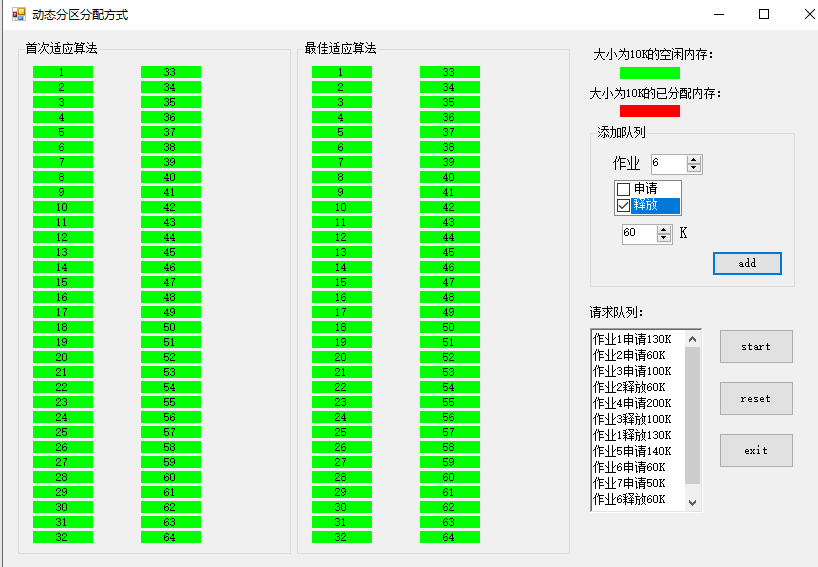 动态分区分配方式
首次适应算法
1 33
2 34
3 35
4 36
5 37
6 38
7 39
8 40
9 41
10 42
11 43
12 44
13 45
14 46
15 47
16 48
17 49
18 50
19 51
20 52
21 53
22 54
23 55
24 56
25 57
26 58
27 59
28 60
29 61
30 62
31 63
32 64
最佳适应算法
1 33
2 34
3 35
4 36
5 37
6 38
7 39
8 40
9 41
10 42
11 43
12 44
13 45
14 46
15 47
16 48
17 49
18 50
19 51
20 52
21 53
22 54
23 55
24 56
25 57
26 58
27 59
28 60
29 61
30 62
31 63
32 64
大小为10K的空闲内存:
大小为10K的已分配内存:
添加队列
作业 6
申请
释放
60 K
add
请求队列:
作业1申请130K
作业2申请60K
作业3申请100K
作业2释放60K
作业4申请200K
作业3释放100K
作业1释放130K
作业5申请140K
作业6申请60K
作业7申请50K
作业6释放60K
start
reset
exit